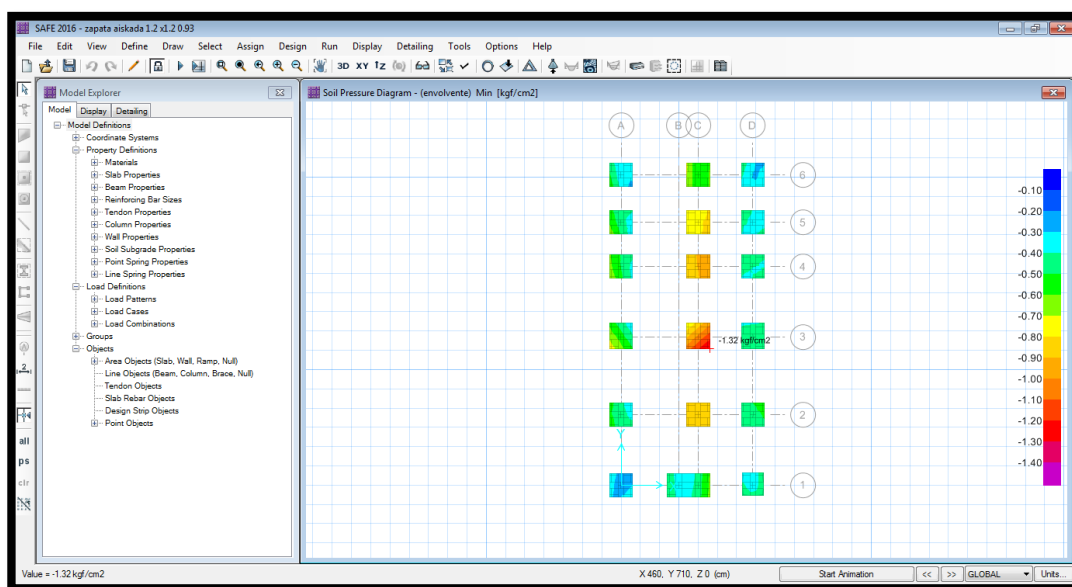 SAFE 2016 - zapata aiskada 1.2 x1.2 0.93
File Edit View Define Draw Select Assign Design Run Display Detailing Tools Options Help
3D XY
Model Explorer
Model Display Detailing
Model Definitions
Coordinate Systems
Property Definitions
Materials
Slab Properties
Beam Properties
Reinforcing Bar Sizes
Tendon Properties
Column Properties
Wall Properties
Soil Subgrade Properties
Point Spring Properties
Line Spring Properties
Load Definitions
Load Patterns
Load Cases
Load Combinations
Groups
Objects
Area Objects (Slab, Wall, Ramp, Null)
Line Objects (Beam, Column, Brace, Null)
Tendon Objects
Slab Rebar Objects
Design Strip Objects
Point Objects
all
ps
clr
Soil Pressure Diagram - (envolvente) Min [kgf/cm2]
A B C D
6
5
4
3
2
1
-1.32 kgf/cm2
-0.10
-0.20
-0.30
-0.40
-0.50
-0.60
-0.70
-0.80
-0.90
-1.00
-1.10
-1.20
-1.30
-1.40
Value = -1.32 kgf/cm2
X 460, Y 710, Z 0 (cm)
Start Animation
<< >>
GLOBAL
Units...